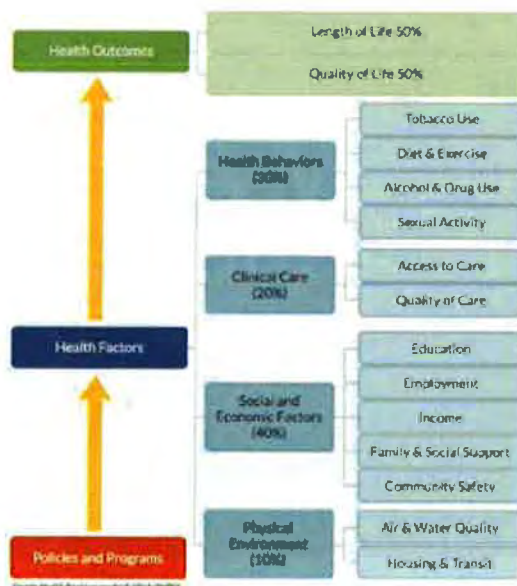 Health Outcomes
Length of Life 50%
Quality of Life 50%
Health Factors
Health Behaviors
(30%)
Tobacco Use
Diet & Exercise
Alcohol & Drug Use
Sexual Activity
Clinical Care
(20%)
Access to Care
Quality of Care
Social and
Economic Factors
(40%)
Education
Employment
Income
Family & Social Support
Community Safety
Physical
Environment
(10%)
Air & Water Quality
Housing & Transit
Policies and Programs